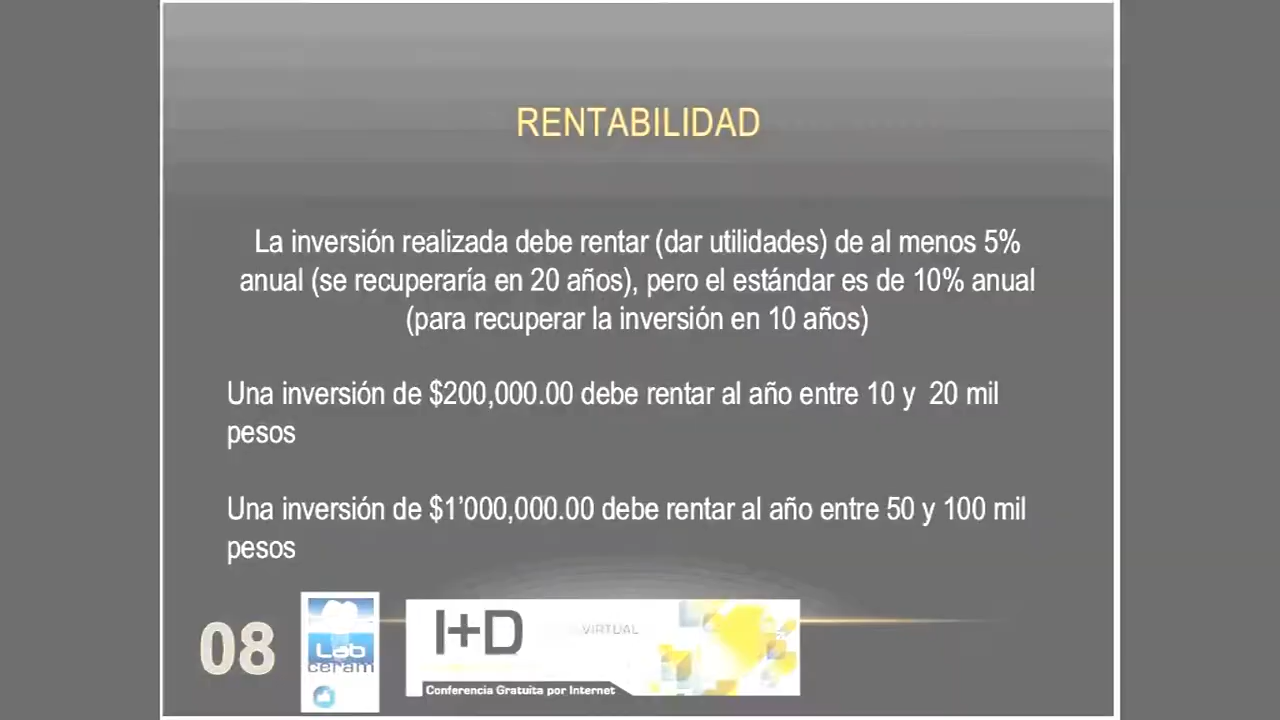 RENTABILIDAD
La inversión realizada debe rentar (dar utilidades) de al menos 5%
anual (se recuperaría en 20 años), pero el estándar es de 10% anual
(para recuperar la inversión en 10 años)
Una inversión de $200,000.00 debe rentar al año entre 10 y  20 mil
pesos
Una inversión de $1’000,000.00 debe rentar al año entre 50 y 100 mil
pesos
08
Lab
ceram
I+D
VIRTUAL
Conferencia Gratuita por Internet